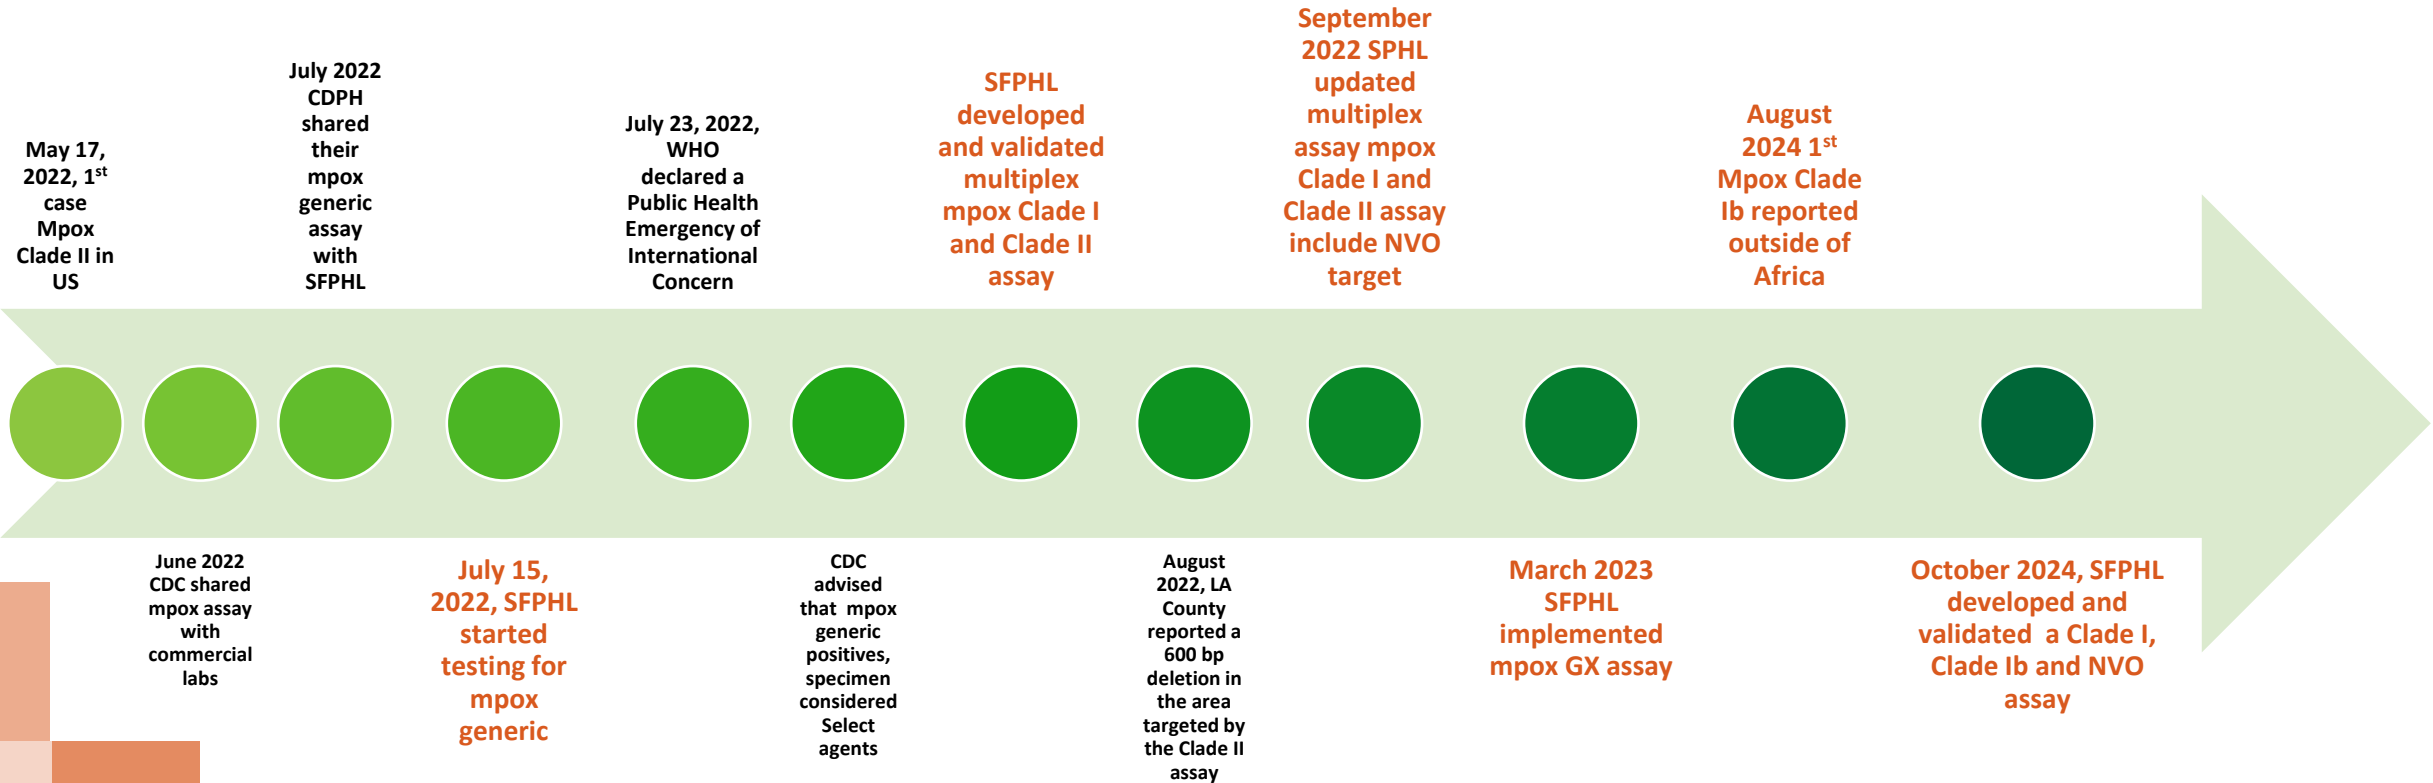 May 17,
2022, 1st
case
Mpox
Clade II in
US
June 2022
CDC shared
mpox assay
with
commercial
labs
July 2022
CDPH
shared
their
mpox
generic
assay
with
SFPHL
July 15,
2022, SFPHL
started
testing for
mpox
generic
July 23, 2022,
WHO
declared a
Public Health
Emergency of
International
Concern
CDC
advised
that mpox
generic
positives,
specimen
considered
Select
agents
SFPHL
developed
and validated
multiplex
mpox Clade I
and Clade II
assay
August
2022, LA
County
reported a
600 bp
deletion in
the area
targeted by
the Clade II
assay
September
2022 SPHL
updated
multiplex
assay mpox
Clade I and
Clade II assay
include NVO
target
March 2023
SFPHL
implemented
mpox GX assay
August
2024 1st
Mpox Clade
Ib reported
outside of
Africa
October 2024, SFPHL
developed and
validated a Clade I,
Clade Ib and NVO
assay